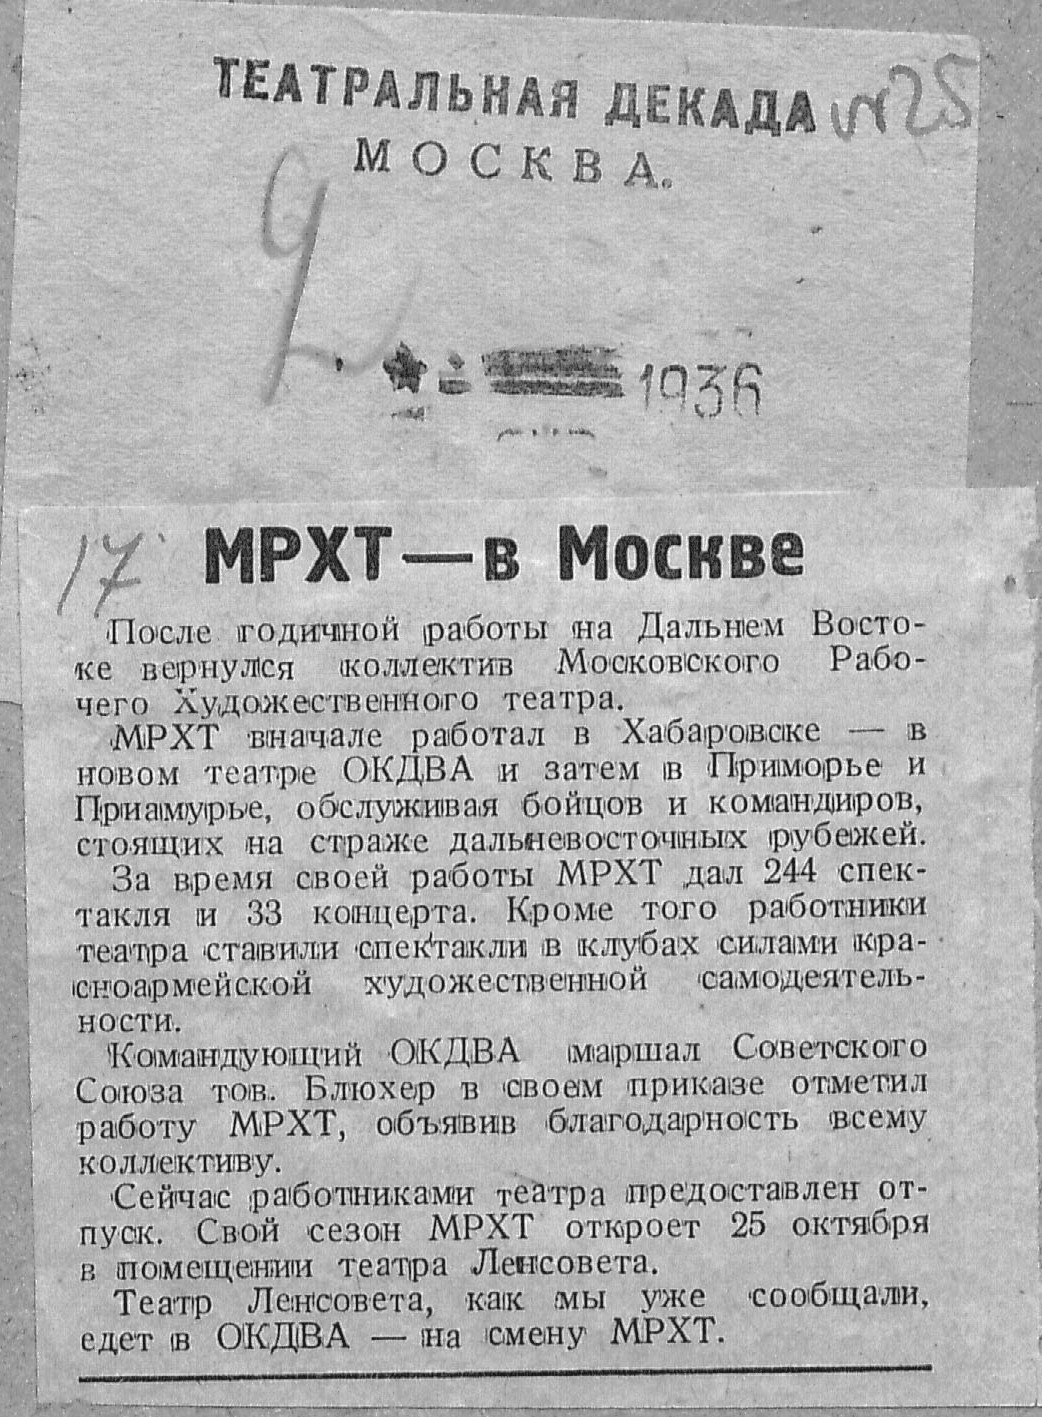 ТЕАТРАЛЬНАЯ ДЕКАДА
№25
МОСКВА.
1936
17
МРХТ — в Москве
После годичной работы на Дальнем Восто-
ке вернулся коллектив Московского Рабо-
чего Художественного театра.
МРХТ вначале работал в Хабаровске — в
новом театре ОКДВА и затем в Приморье и
Приамурье, обслуживая бойцов и командиров,
стоящих на страже дальневосточных рубежей.
За время своей работы МРХТ дал 244 спек-
такля и 33 концерта. Кроме того работники
театра ставили спектакли в клубах силами кра-
сноармейской художественной самодеятель-
ности.
Командующий ОКДВА маршал Советского
Союза тов. Блюхер в своем приказе отметил
работу МРХТ, объявив благодарность всему
коллективу.
Сейчас работниками театра предоставлен от-
пуск. Свой сезон МРХТ откроет 25 октября
в помещении театра Ленсовета.
Театр Ленсовета, как мы уже сообщали,
едет в ОКДВА — на смену МРХТ.